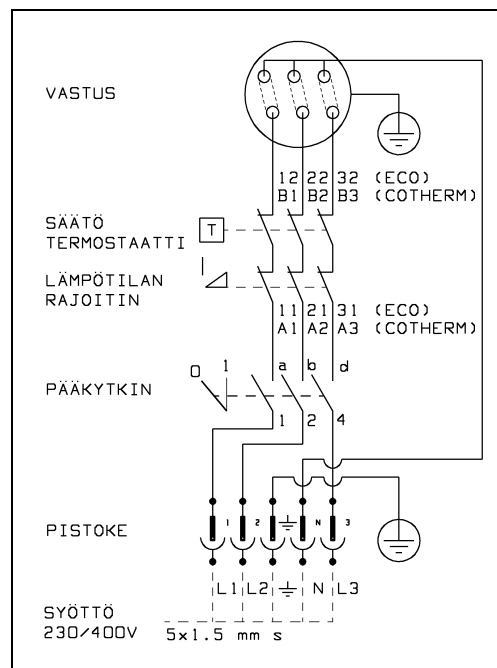 VASTUS
12 22 32 (ECO)
B1 B2 B3 (COTHERM)
SÄÄTÖ
TERMOSTAATTI
T
LÄMPÖTILAN
RAJOITIN
11 21 31 (ECO)
A1 A2 A3 (COTHERM)
0 1 a b d
PÄÄKYTKIN
1 2 4
PISTOKE
1 2 N 3
L1 L2 N L3
SYÖTTÖ
230/400V 5x1.5 mm s